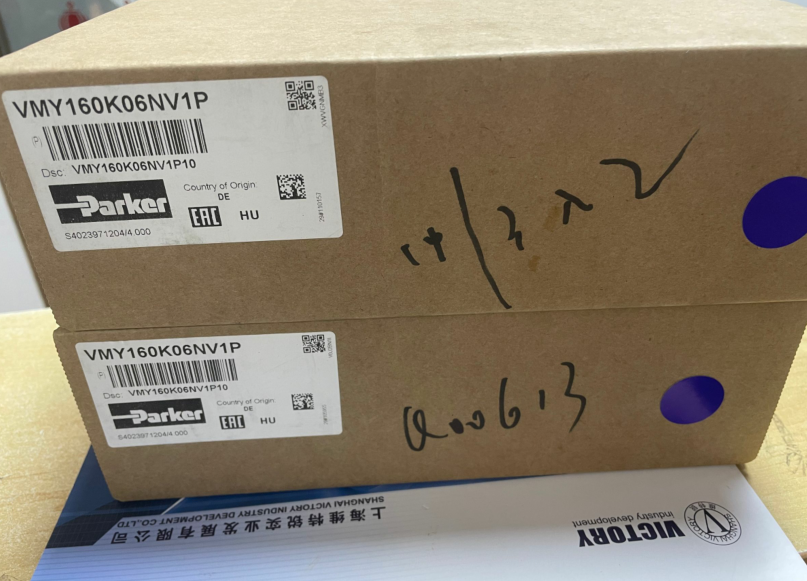 VMY160K06NV1P
(P)
Dsc: VMY160K06NV1P10
Parker
Country of Origin:
DE
EAC HU
S4023971204/4.000
VMY160K06NV1P
(P)
Dsc: VMY160K06NV1P10
Parker
Country of Origin:
DE
EAC HU
S4023971204/4.000
上海维特锐实业发展有限公司
SHANGHAI VICTORY INDUSTRY DEVELOPMENT CO.,LTD
VICTORY
industry development